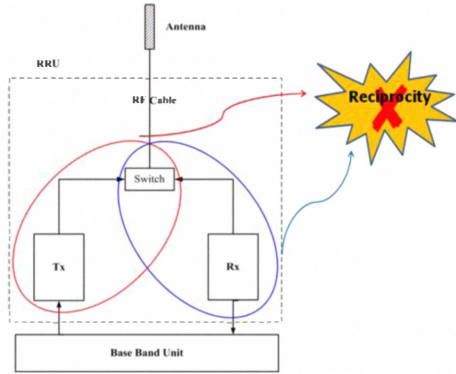 Antenna
RRU
RF Cable
Reciprocity
Switch
Tx
Rx
Base Band Unit